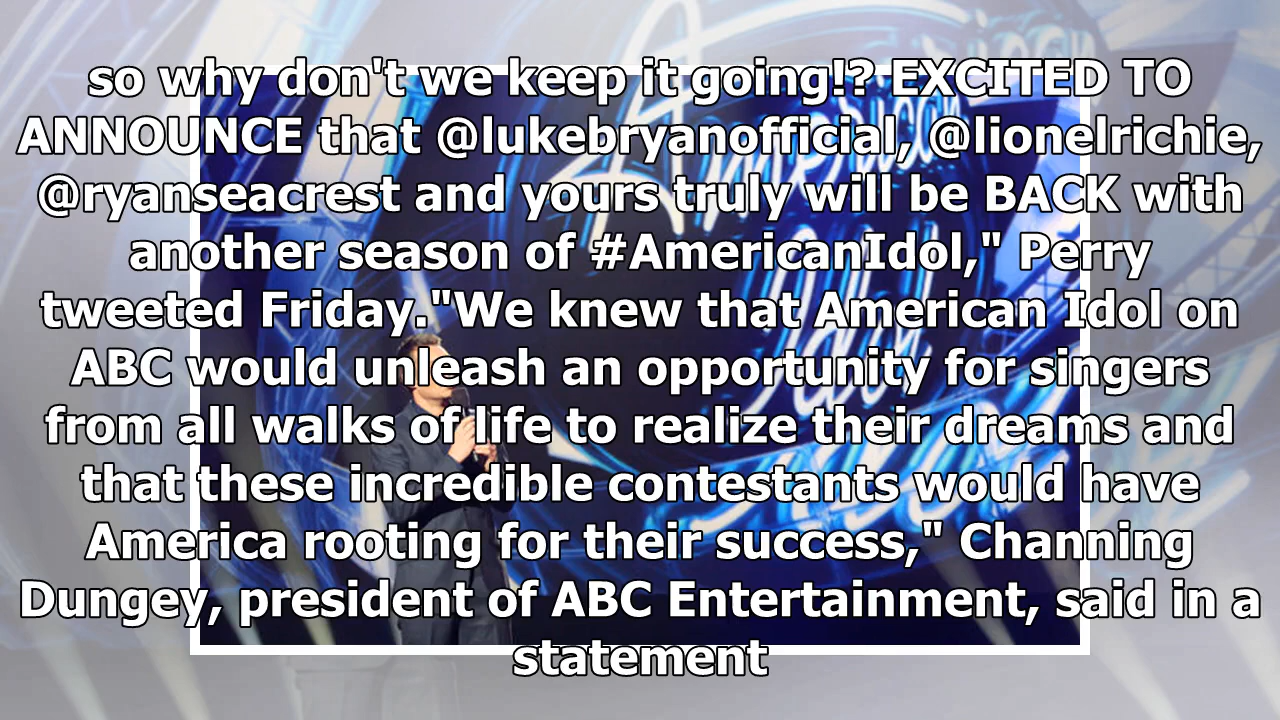 so why don't we keep it going!? EXCITED TO
ANNOUNCE that @lukebryanofficial, @lionelrichie,
@ryanseacrest and yours truly will be BACK with
another season of #AmericanIdol," Perry
tweeted Friday."We knew that American Idol on
ABC would unleash an opportunity for singers
from all walks of life to realize their dreams and
that these incredible contestants would have
America rooting for their success," Channing
Dungey, president of ABC Entertainment, said in a
statement
American
Idol